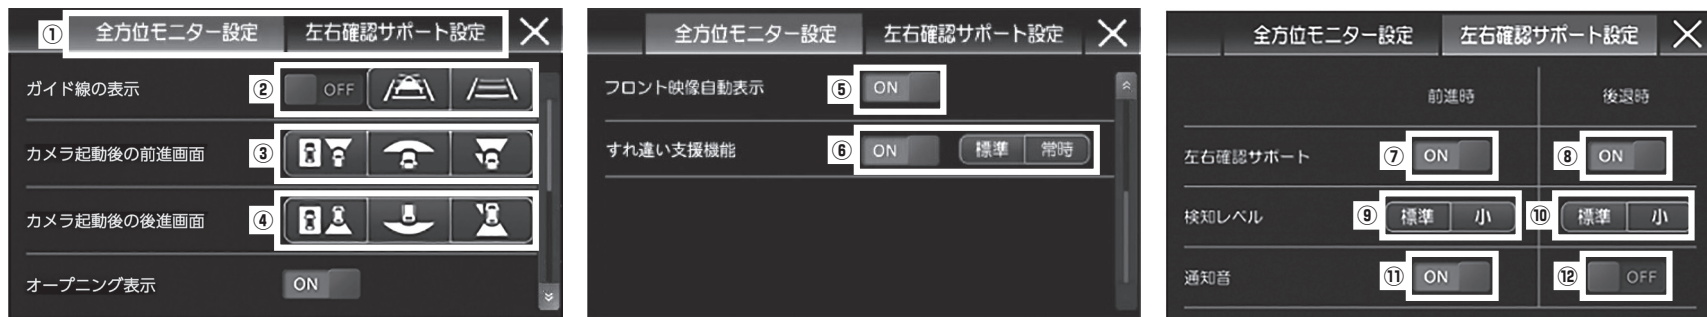 ① 全方位モニター設定 左右確認サポート設定
ガイド線の表示 ② OFF
カメラ起動後の前進画面 ③
カメラ起動後の後進画面 ④
オープニング表示 ON
全方位モニター設定 左右確認サポート設定
フロント映像自動表示 ⑤ ON
すれ違い支援機能 ⑥ ON 標準 常時
全方位モニター設定 左右確認サポート設定
前進時 後退時
左右確認サポート ⑦ ON ⑧ ON
検知レベル ⑨ 標準 小 ⑩ 標準 小
通知音 ⑪ ON ⑫ OFF